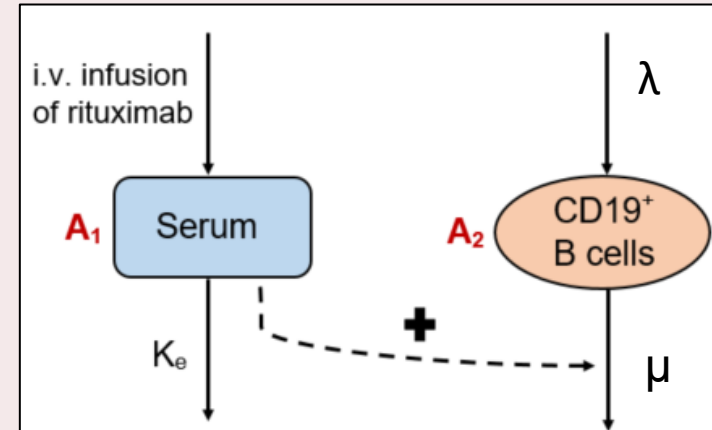 i.v. infusion
of rituximab
λ
A₁
Serum
A₂
CD19⁺
B cells
✚
Kₑ
μ